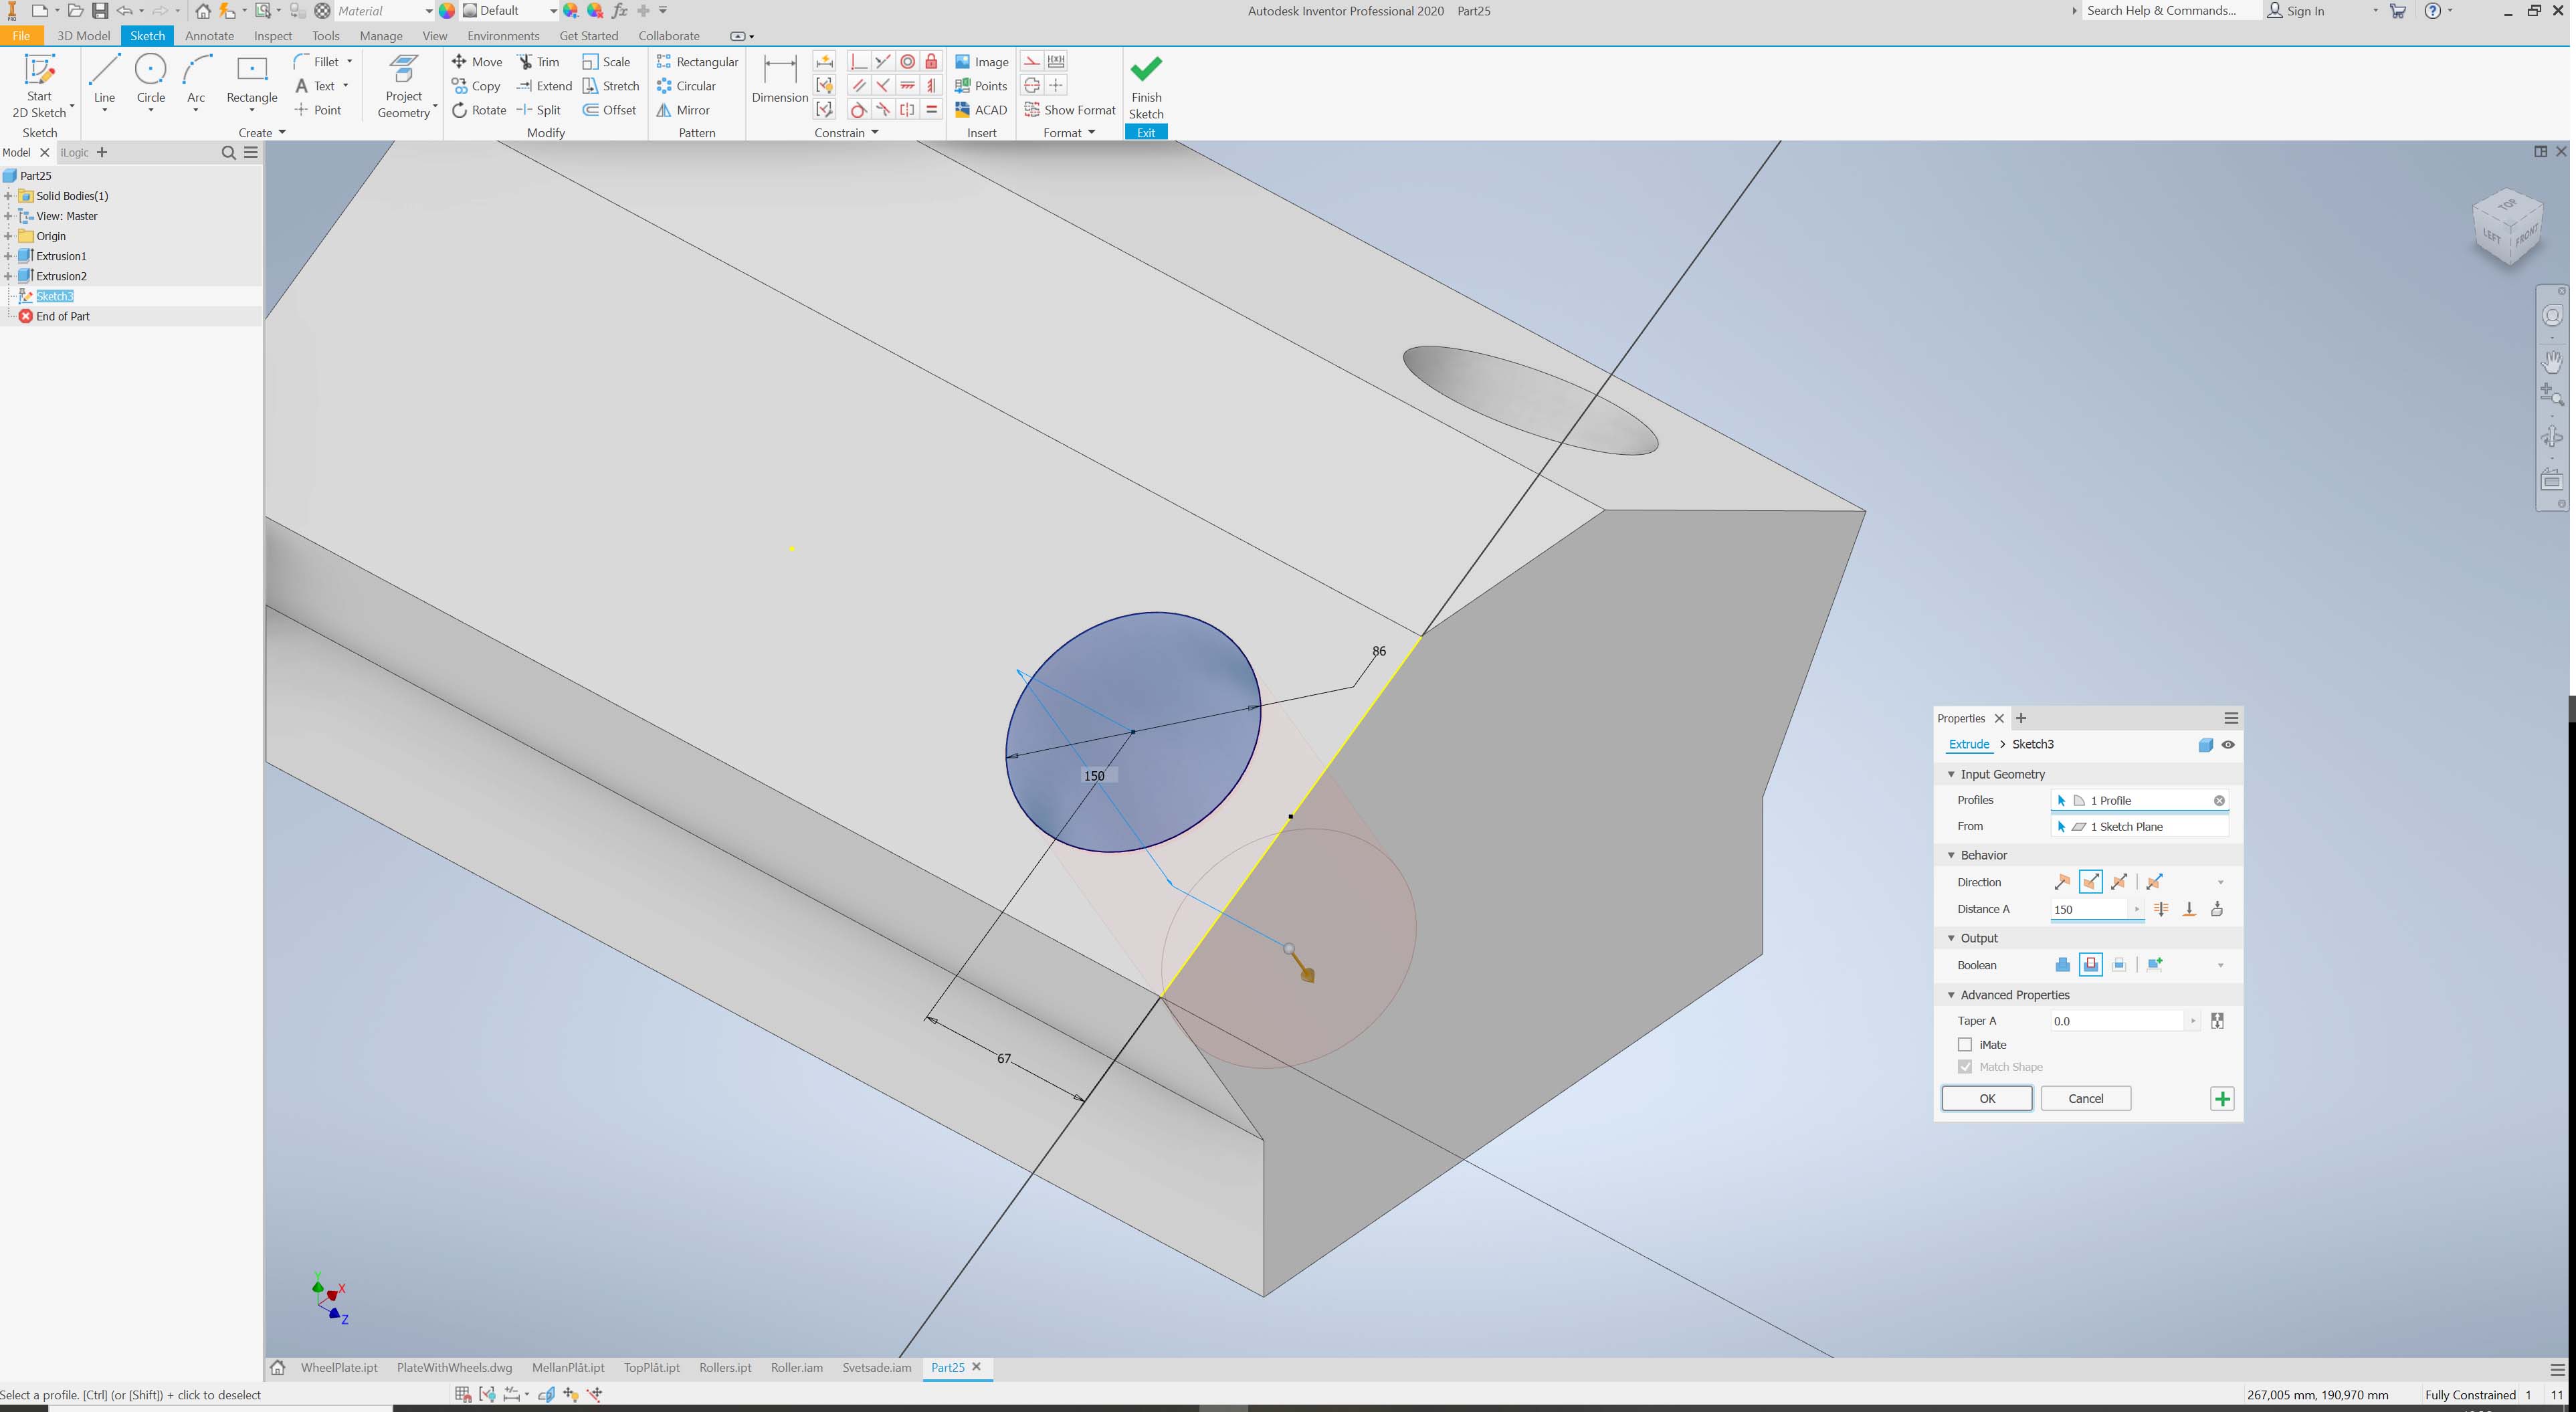 Material
Default
fx
Autodesk Inventor Professional 2020 Part25
Search Help & Commands...
Sign In
File 3D Model Sketch Annotate Inspect Tools Manage View Environments Get Started Collaborate
Start
2D Sketch
Sketch
Line
Circle
Arc
Rectangle
Fillet
Text
Point
Create
Project
Geometry
Move
Copy
Rotate
Trim
Extend
Split
Scale
Stretch
Offset
Modify
Rectangular
Circular
Mirror
Pattern
Dimension
Constrain
Image
Points
ACAD
Insert
Show Format
Format
Finish
Sketch
Exit
Model iLogic
Part25
Solid Bodies(1)
View: Master
Origin
Extrusion1
Extrusion2
Sketch3
End of Part
TOP
LEFT FRONT
86
150
67
Y
X
Z
Properties
Extrude > Sketch3
Input Geometry
Profiles 1 Profile
From 1 Sketch Plane
Behavior
Direction
Distance A 150
Output
Boolean
Advanced Properties
Taper A 0.0
iMate
Match Shape
OK Cancel
WheelPlate.ipt PlateWithWheels.dwg MellanPlåt.ipt TopPlåt.ipt Rollers.ipt Roller.iam Svetsade.iam Part25
Select a profile. [Ctrl] (or [Shift]) + click to deselect
267,005 mm, 190,970 mm Fully Constrained 1 11